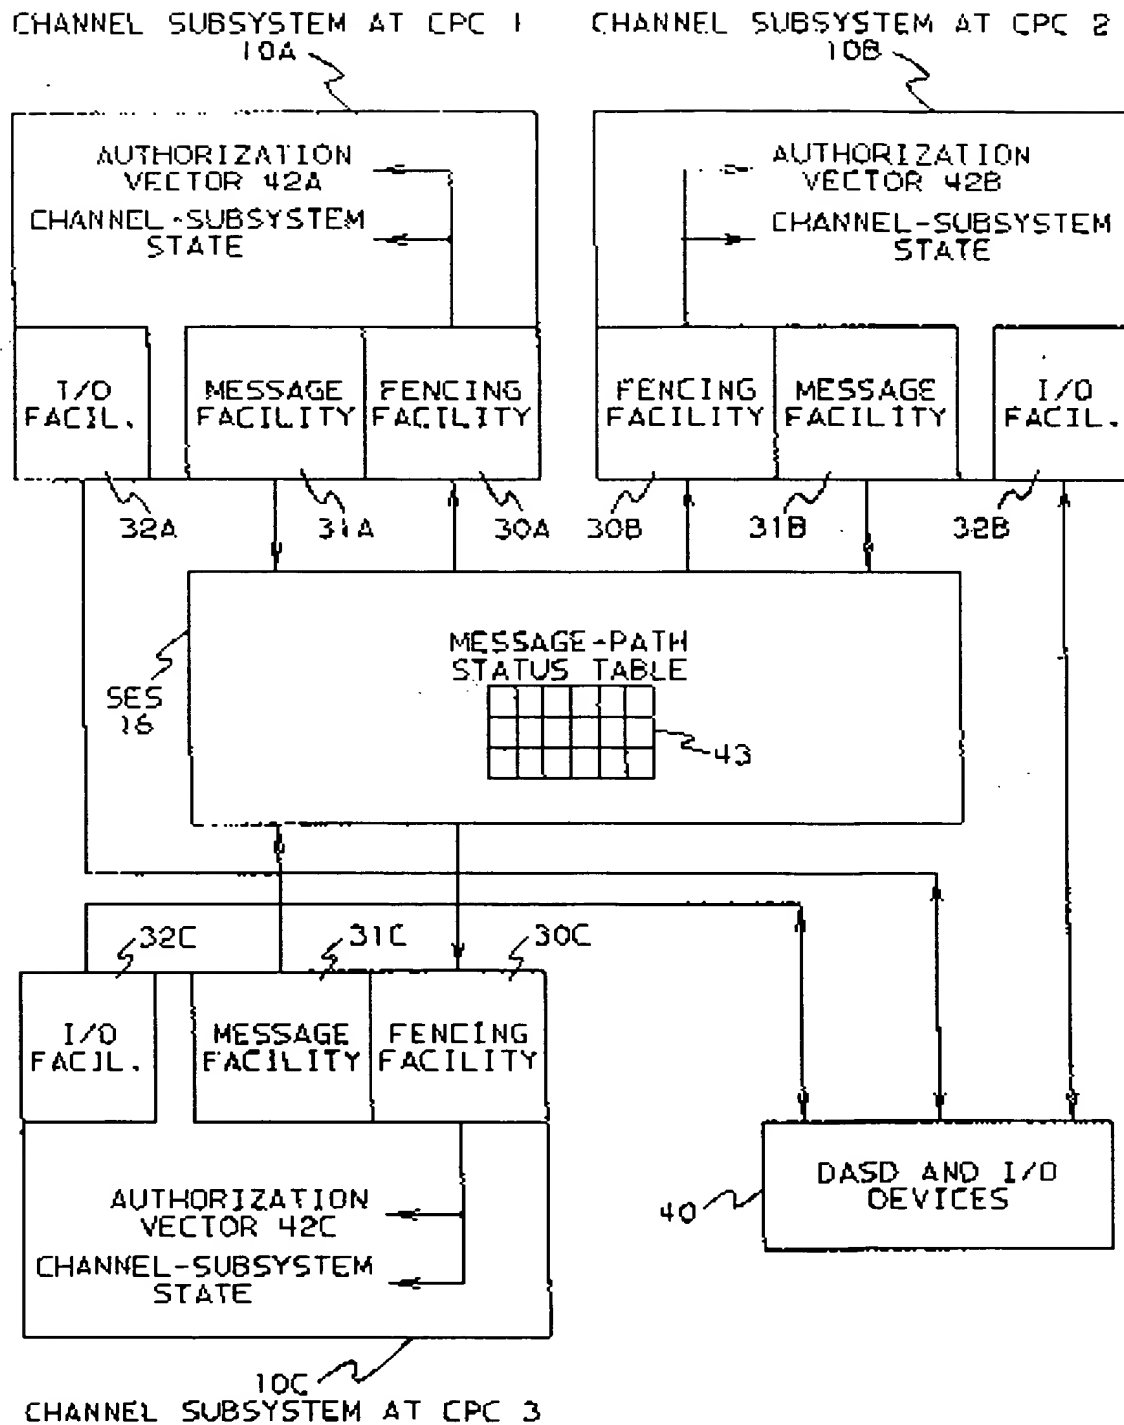 CHANNEL SUBSYSTEM AT CPC 1
10A
CHANNEL SUBSYSTEM AT CPC 2
10B
AUTHORIZATION
VECTOR 42A
CHANNEL-SUBSYSTEM
STATE
AUTHORIZATION
VECTOR 42B
CHANNEL-SUBSYSTEM
STATE
I/O
FACIL.
MESSAGE
FACILITY
FENCING
FACILITY
FENCING
FACILITY
MESSAGE
FACILITY
I/O
FACIL.
32A
31A
30A
30B
31B
32B
MESSAGE-PATH
STATUS TABLE
SES
16
43
32C
31C
30C
I/O
FACIL.
MESSAGE
FACILITY
FENCING
FACILITY
AUTHORIZATION
VECTOR 42C
CHANNEL-SUBSYSTEM
STATE
40
DASD AND I/O
DEVICES
10C
CHANNEL SUBSYSTEM AT CPC 3